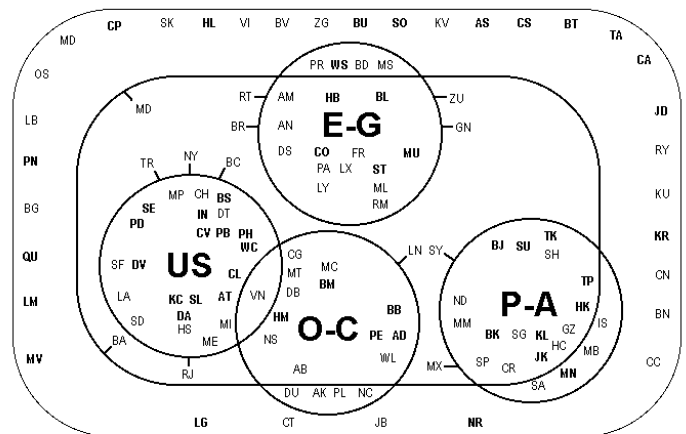 CP SK HL VI BV ZG BU SO KV AS CS BT
MD TA
CA
OS
PR WS BD MS
RT AM HB BL ZU
MD JD
LB
BR AN E-G GN
DS CO FR MU
RY
PN NY
TR BC PA LX ST
LY ML
RM
KU
MP CH BS
SE IN DT
BG
PD CV PB PH
WC
TK
BJ SU
KR
LN SY SH
QU CG
SF DV US MC
CL MT BM
CN
TP
DB
LM LA KC SL AT VN
ND P-A HK
BB
BN
SD DA HM O-C MM GZ IS
HS MI
BK SG KL
ME NS PE AD
BA HC MB
JK
MV WL
RJ AB MX SP CR MN
CC
SA
DU AK PL NC
LG CT JB NR